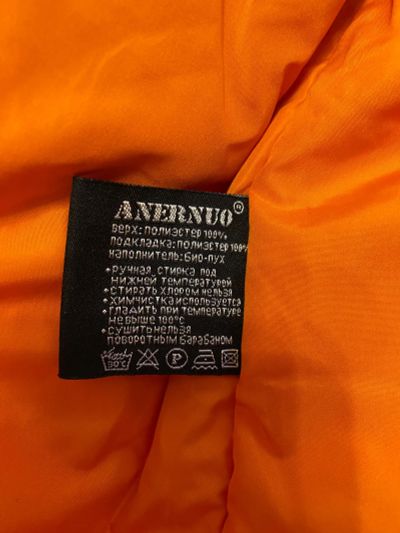 ANERNUO®
ВЕРХ:ПОЛИЭСТЕР 100%
ПОДКЛАДКА:ПОЛИЭСТЕР 100%
НАПОЛНИТЕЛЬ:БИО-ПУХ
•РУЧНАЯ СТИРКА ПОД
НИЖНЕЙ ТЕМПЕРАТУРЕЙ
•СТИРАТЬ ХЛОРОМ НЕЛЬЗЯ
•ХИМЧИСТКА ИСПОЛЬЗУЕТСЯ
•ГЛАДИТЬ ПРИ ТЕМПЕРАТУРЕ
НЕ ВЫШЕ 100°C
•СУШИТЬ НЕЛЬЗЯ
ПОВОРОТНЫМ БАРАБАНОМ
30°C P